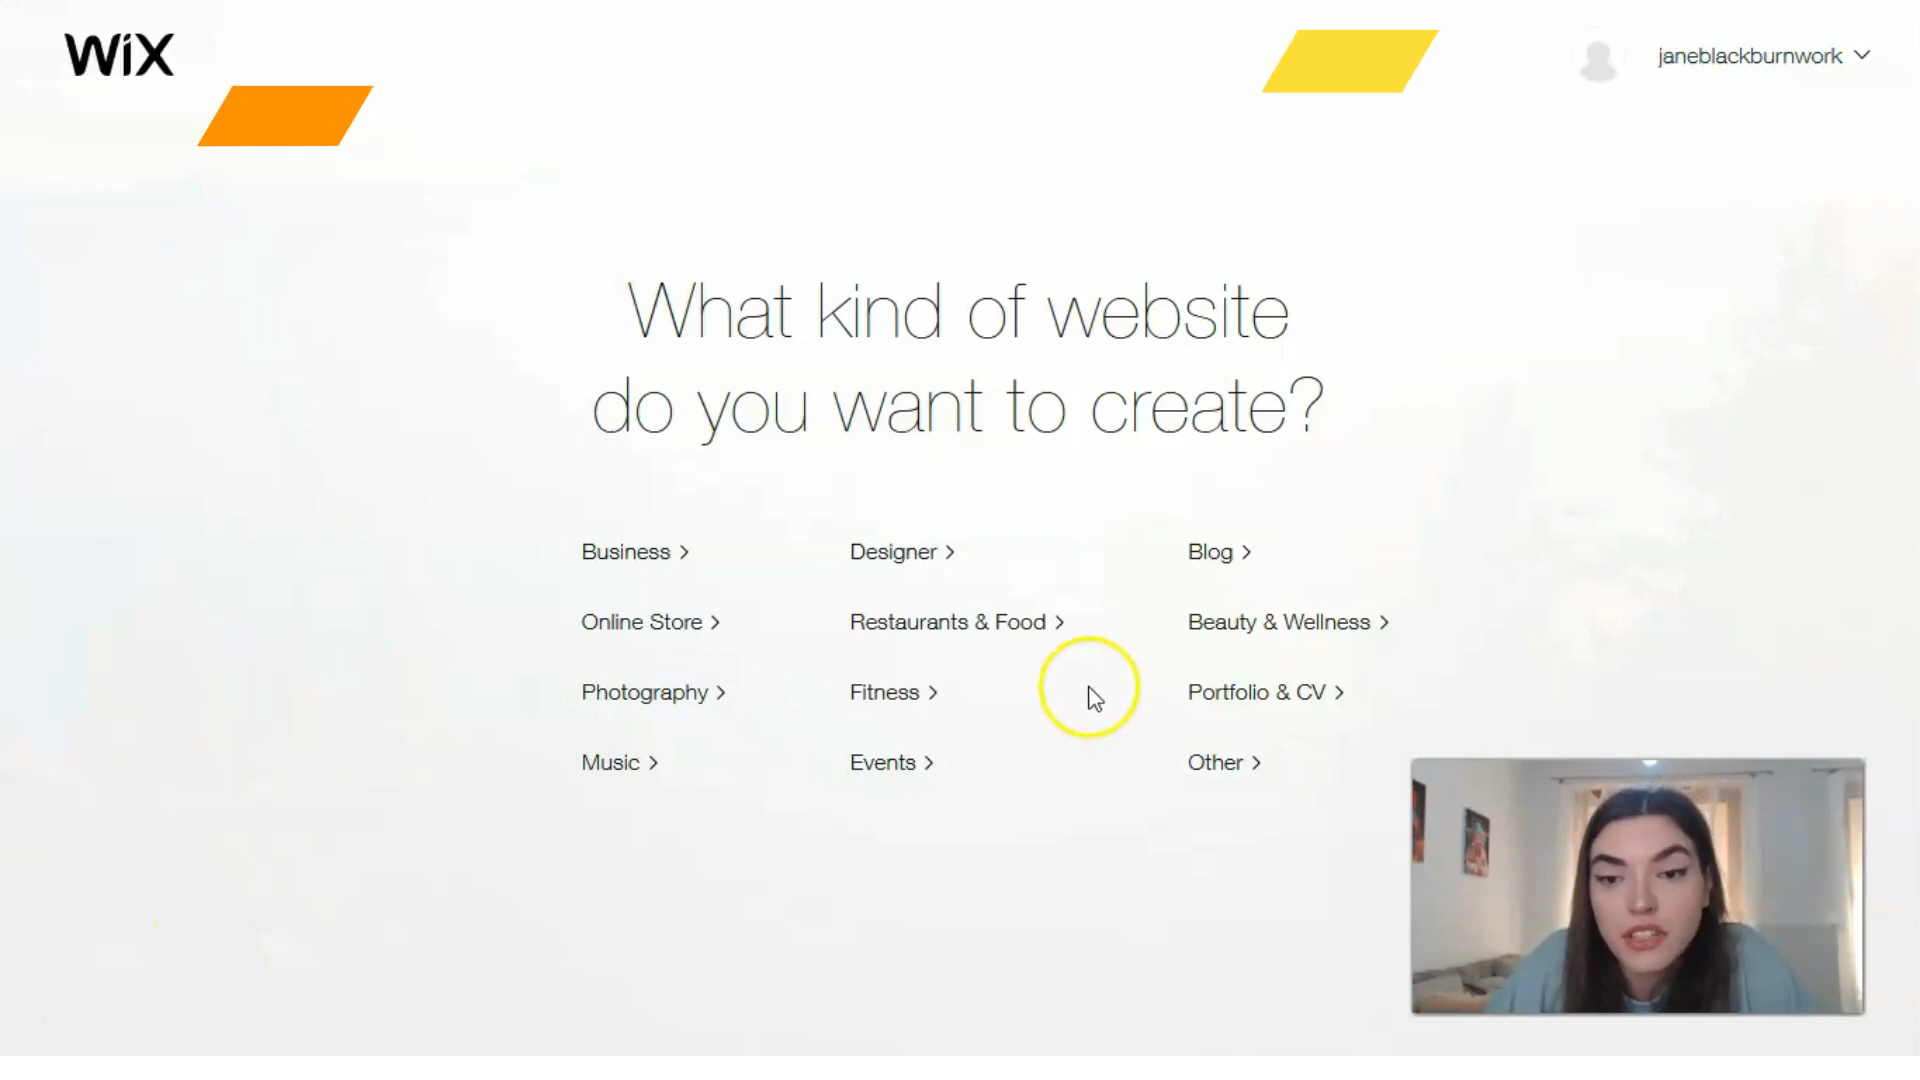 WiX
janeblackburnwork
What kind of website
do you want to create?
Business >
Designer >
Blog >
Online Store >
Restaurants & Food >
Beauty & Wellness >
Photography >
Fitness >
Portfolio & CV >
Music >
Events >
Other >